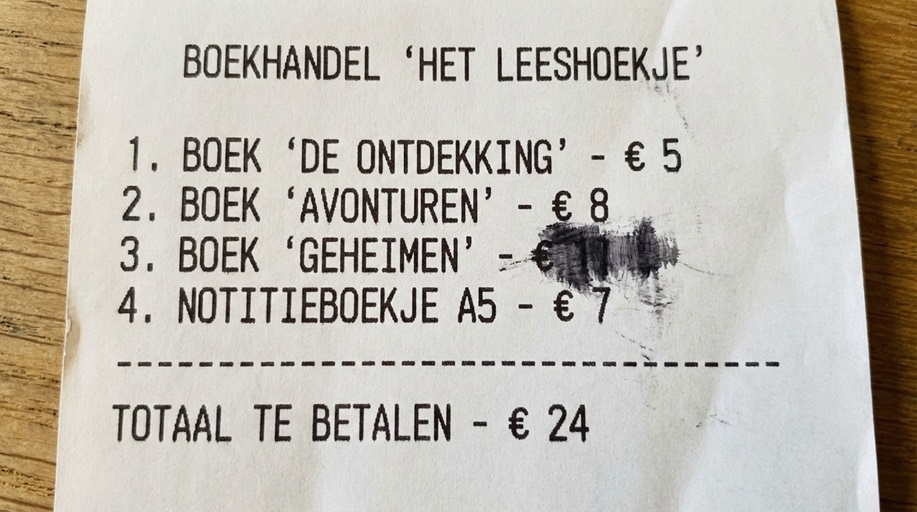 BOEKHANDEL ‘HET LEESHOEKJE’
1. BOEK ‘DE ONTDEKKING’ - € 5
2. BOEK ‘AVONTUREN’ - € 8
3. BOEK ‘GEHEIMEN’ - €
4. NOTITIEBOEKJE A5 - € 7
TOTAAL TE BETALEN - € 24